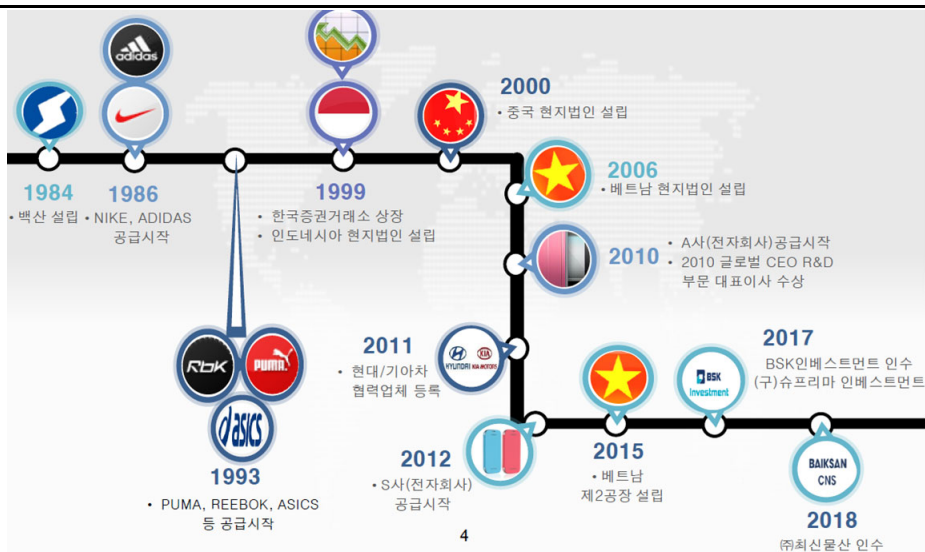 adidas
1984
• 백산 설립
1986
• NIKE, ADIDAS
공급시작
Rbk
PUMA
asics
1993
• PUMA, REEBOK, ASICS
등 공급시작
1999
• 한국증권거래소 상장
• 인도네시아 현지법인 설립
2000
• 중국 현지법인 설립
2006
• 베트남 현지법인 설립
2010
• A사(전자회사)공급시작
• 2010 글로벌 CEO R&D
부문 대표이사 수상
2011
• 현대/기아차
협력업체 등록
HYUNDAI KIA MOTORS
2012
• S사(전자회사)
공급시작
2015
• 베트남
제2공장 설립
BSK
Investment
2017
BSK인베스트먼트 인수
(구)슈프리마 인베스트먼트
BAIKSAN
CNS
2018
㈜최신물산 인수
4